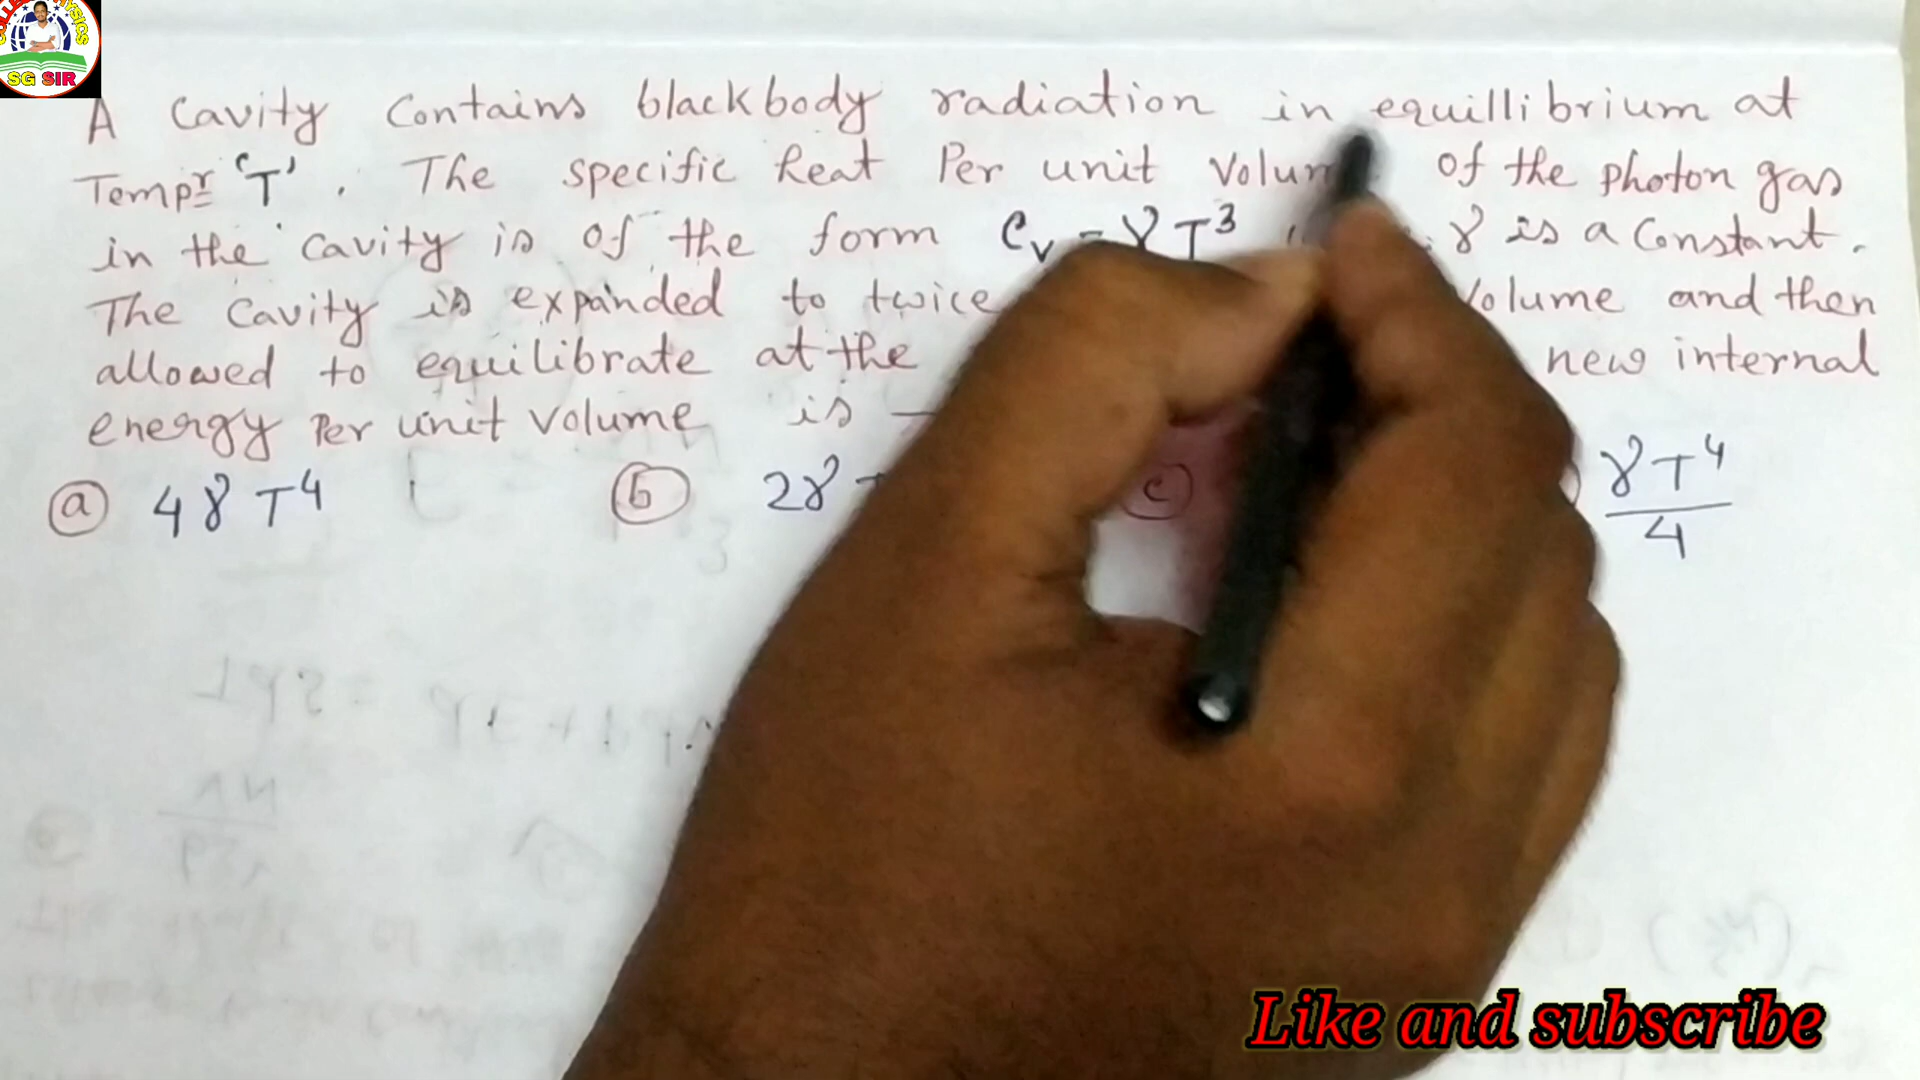 SG SIR
A Cavity Contains blackbody radiation in equillibrium at
Tempr 'T'. The specific heat Per unit of the photon gas
in the cavity is of the form Cv = γT³ γ is a Constant.
The Cavity is expanded to twice volume and then
allowed to equilibrate at the new internal
energy Per unit volume is —
(a) 4γT⁴ (b) 2γ (c) γT⁴/4
Like and subscribe